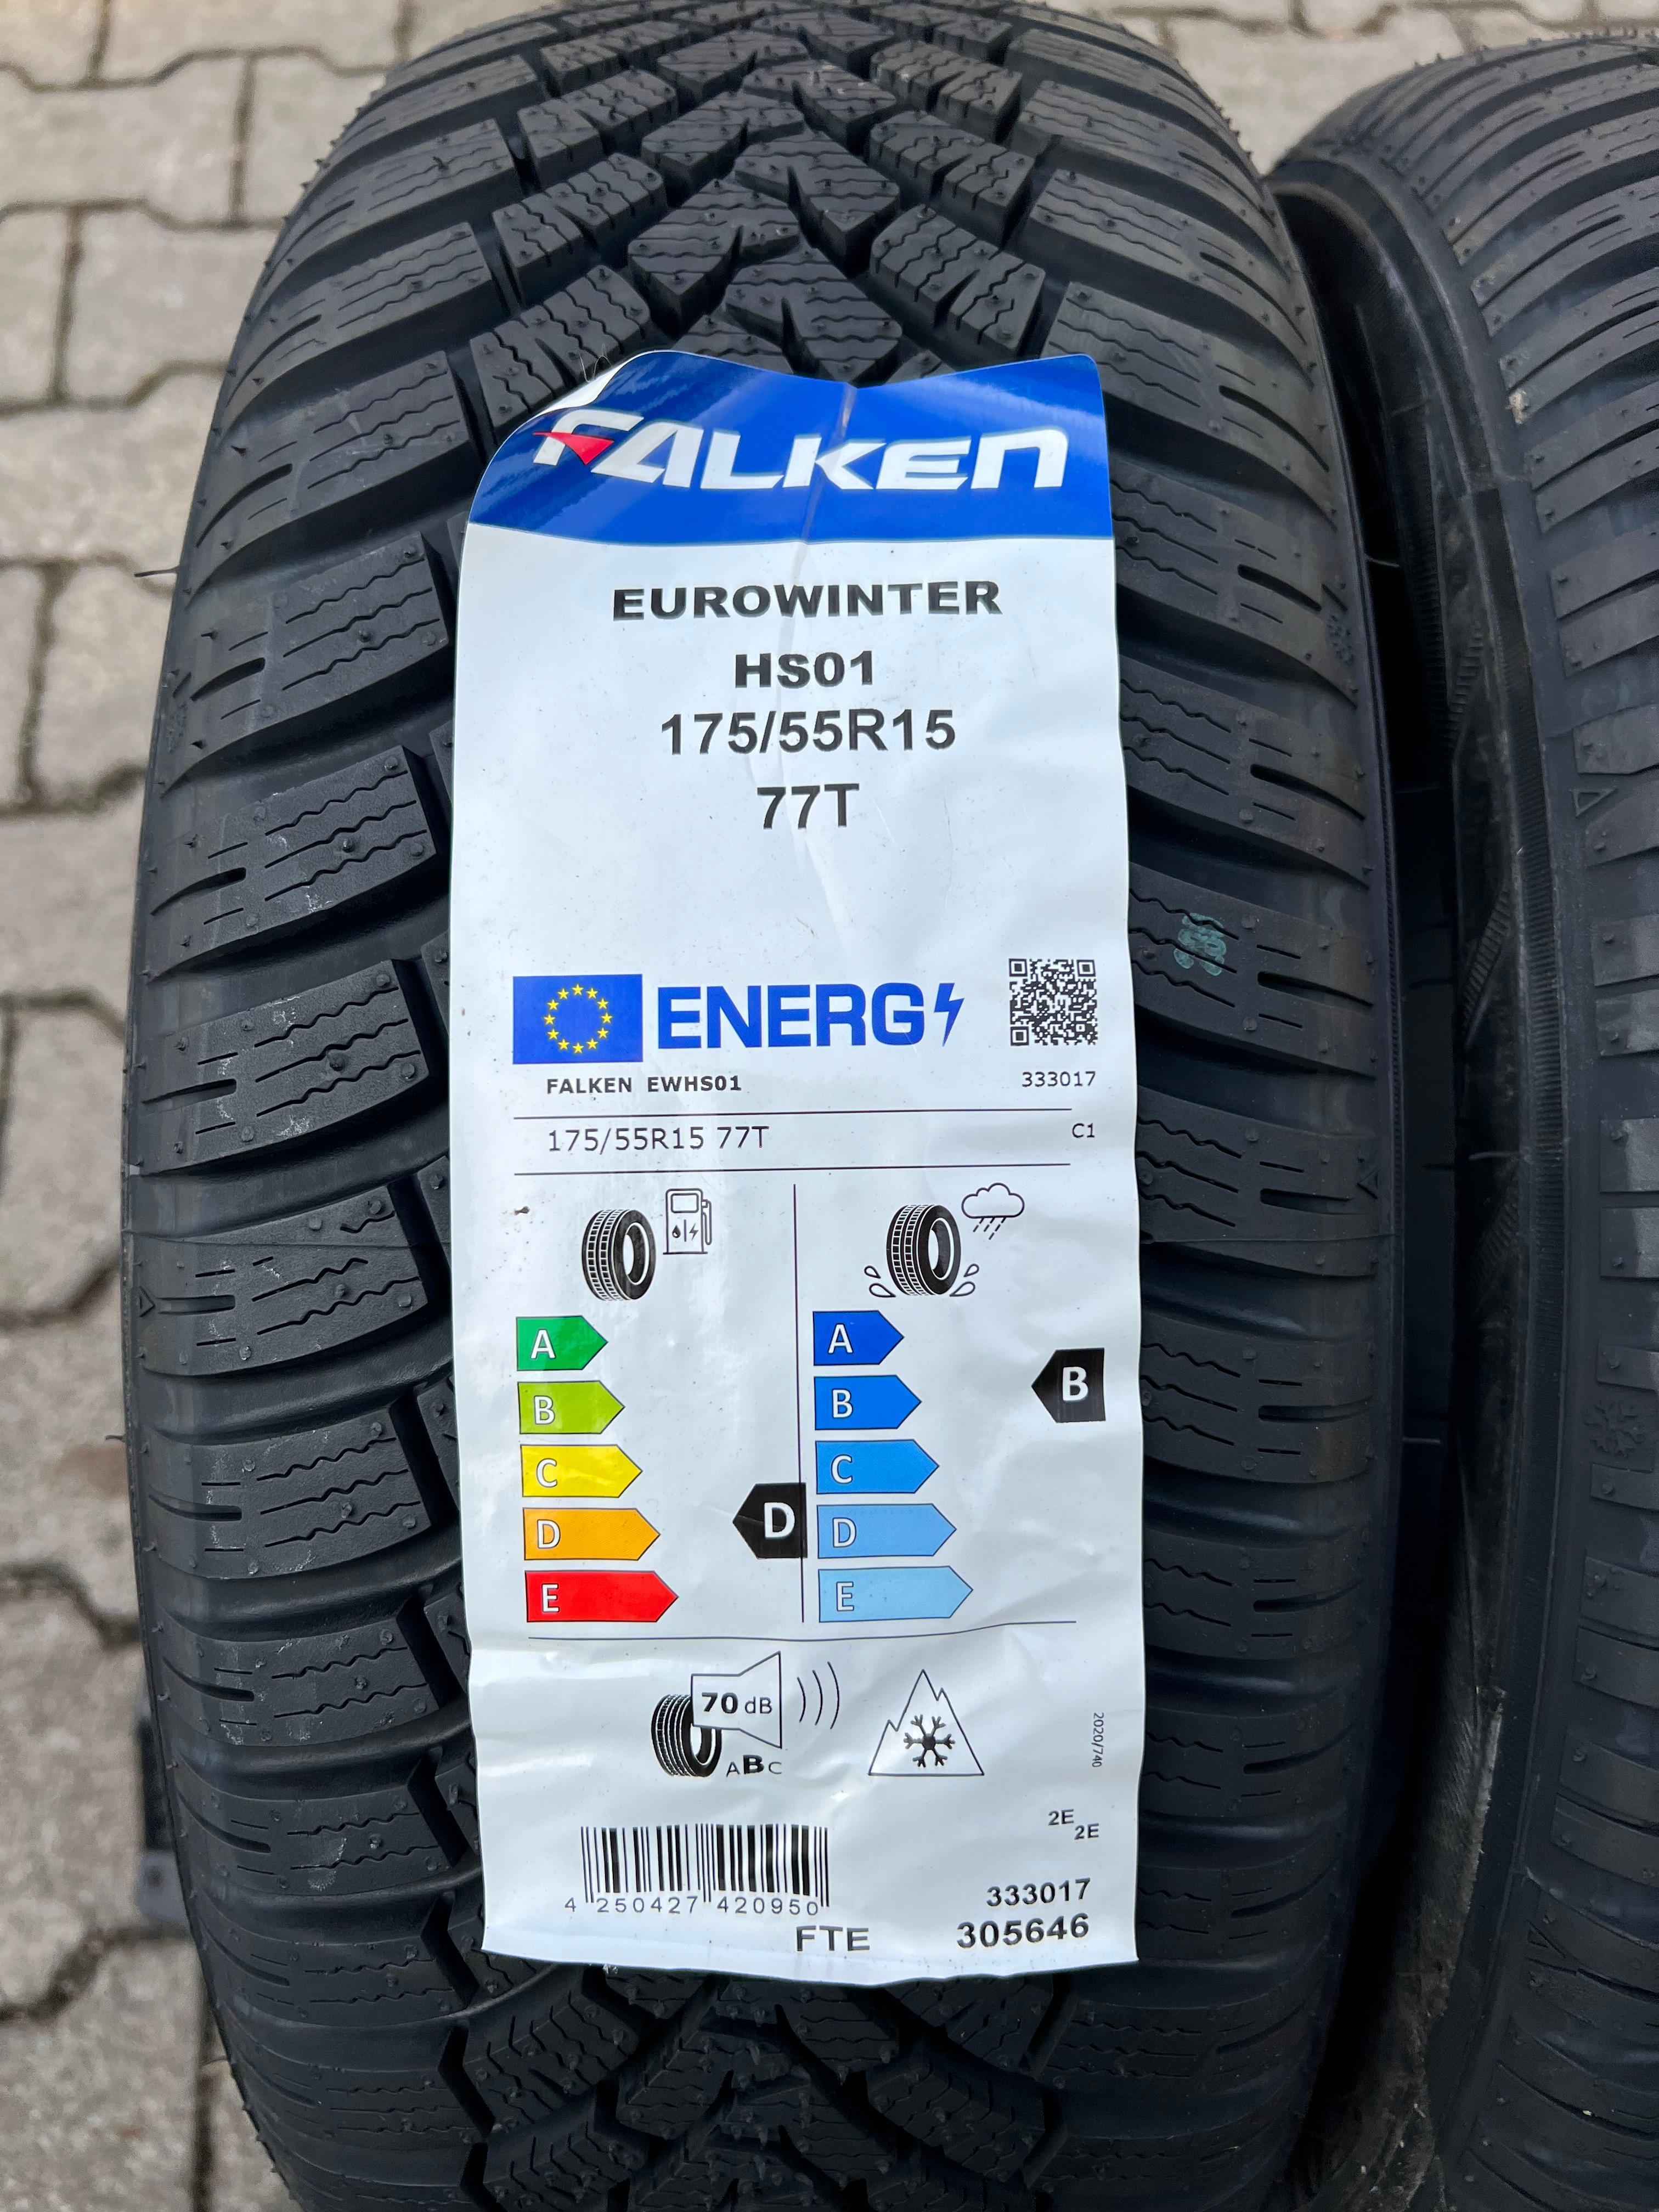 FALKEN
EUROWINTER
HS01
175/55R15
77T
ENERG
FALKEN EWHS01
333017
175/55R15 77T
C1
A
B
C
D
E
D
A
B
C
D
E
B
70 dB
ABC
2020/740
2E
2E
4 250427 420950
333017
FTE
305646